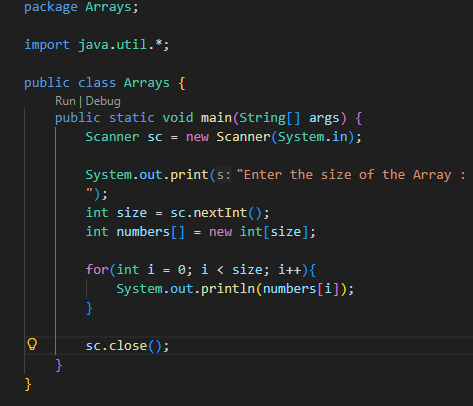 package Arrays;
import java.util.*;
public class Arrays {
Run | Debug
public static void main(String[] args) {
Scanner sc = new Scanner(System.in);
System.out.print(s: "Enter the size of the Array :
");
int size = sc.nextInt();
int numbers[] = new int[size];
for(int i = 0; i < size; i++){
System.out.println(numbers[i]);
}
sc.close();
}
}